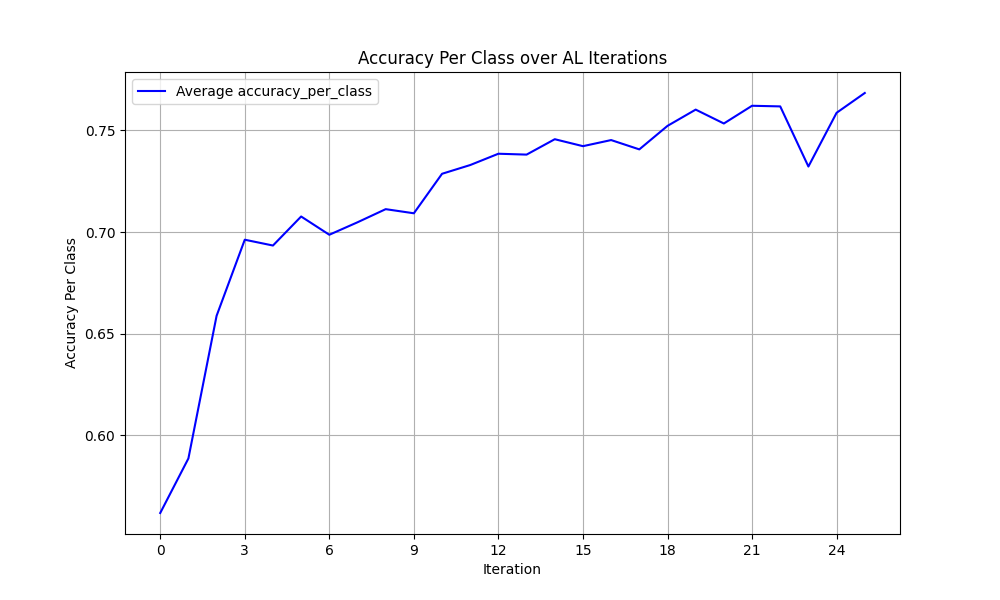 Accuracy Per Class over AL Iterations
Average accuracy_per_class
Accuracy Per Class
0.75
0.70
0.65
0.60
0 3 6 9 12 15 18 21 24
Iteration